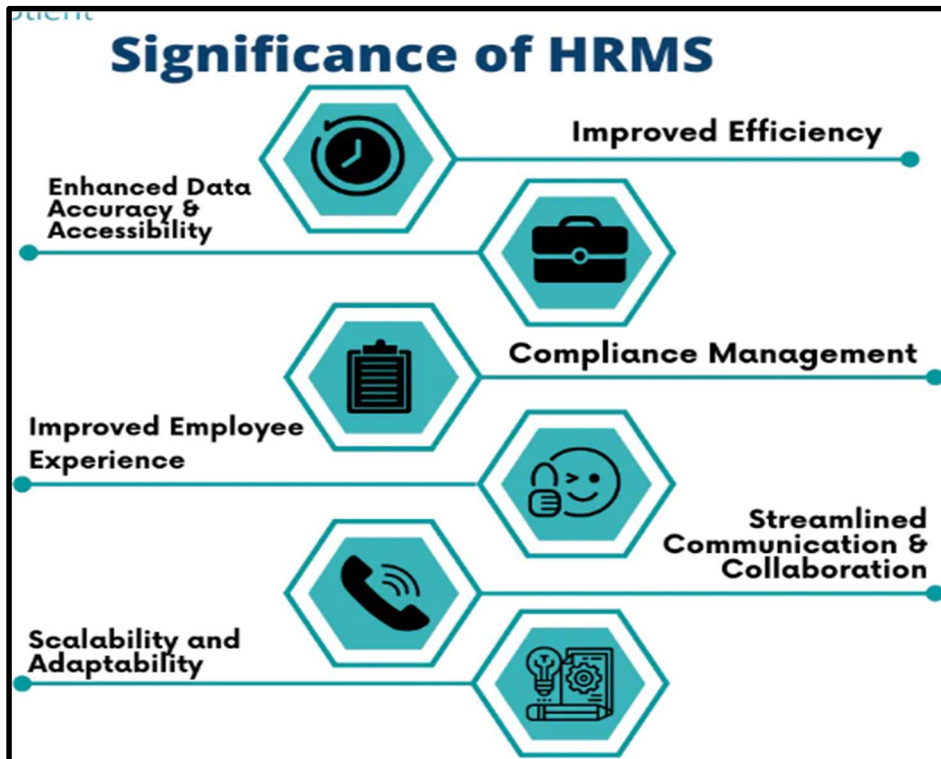 Significance of HRMS
Improved Efficiency
Enhanced Data
Accuracy &
Accessibility
Compliance Management
Improved Employee
Experience
Streamlined
Communication &
Collaboration
Scalability and
Adaptability